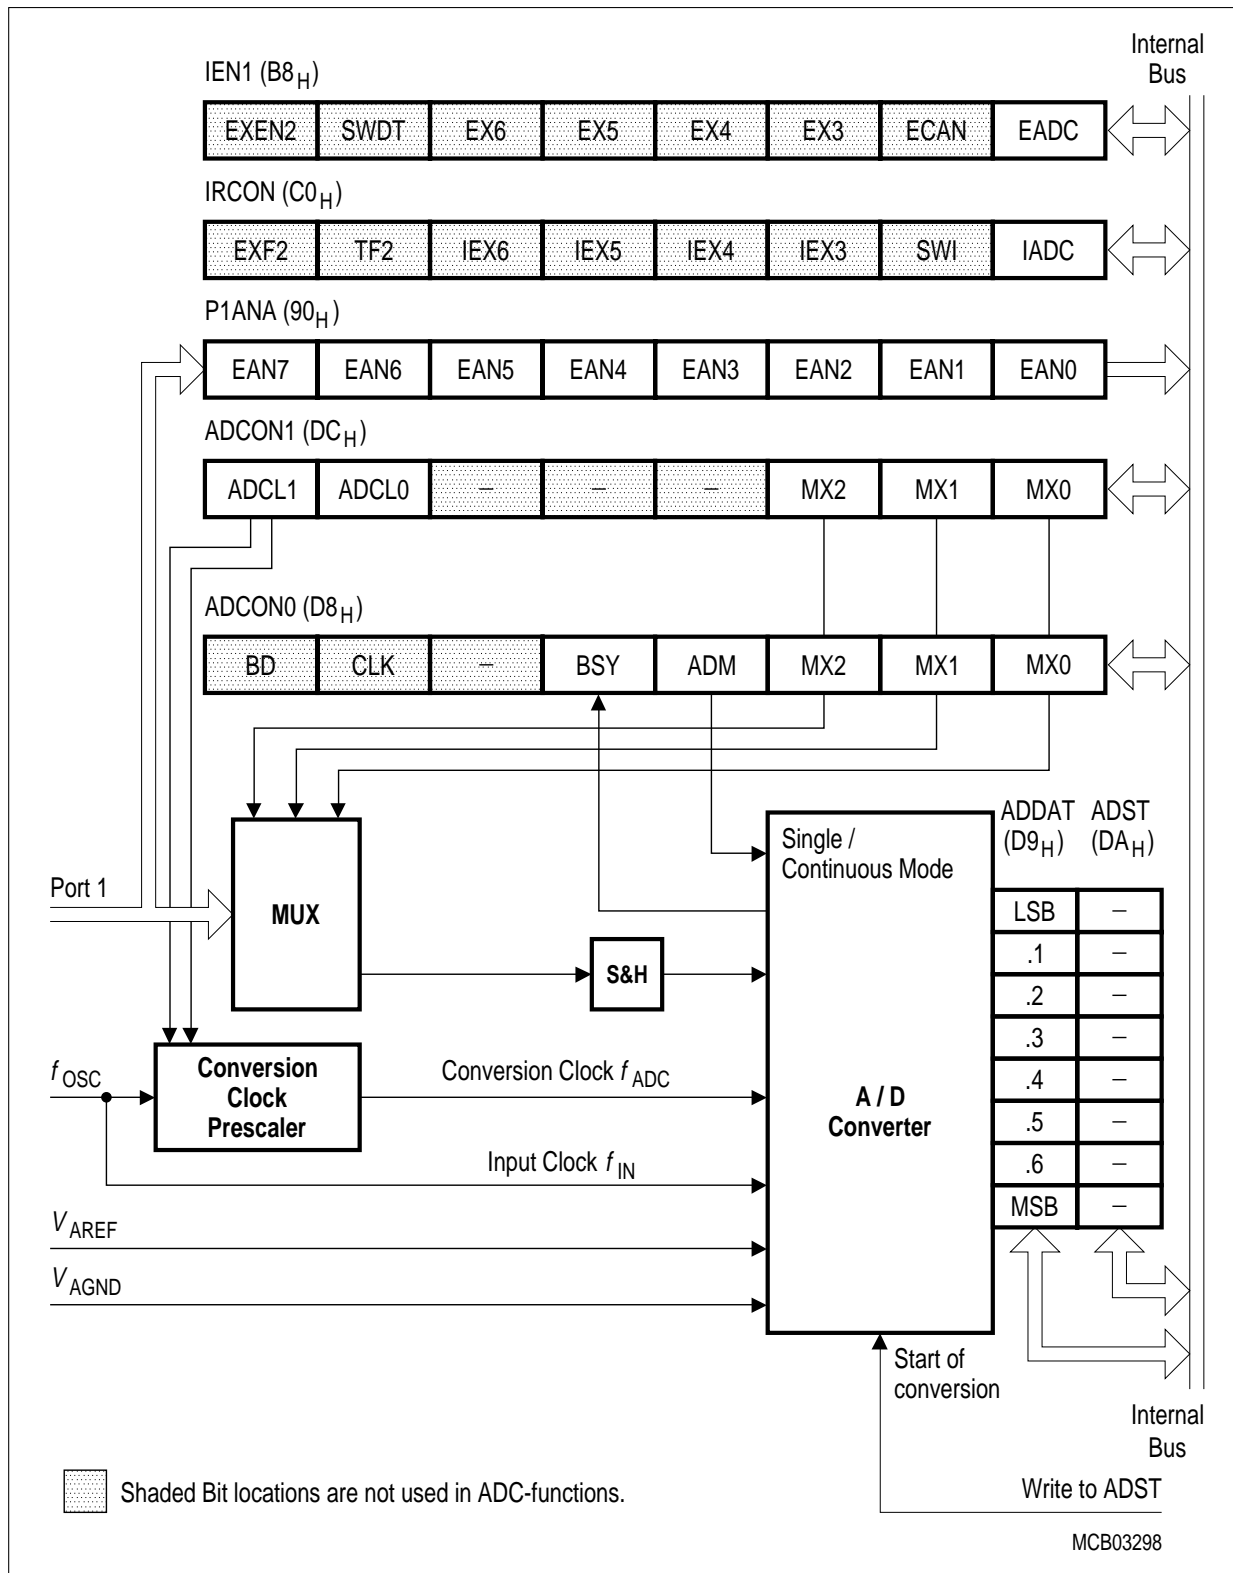 Internal
Bus
IEN1 (B8H)
EXEN2 SWDT EX6 EX5 EX4 EX3 ECAN EADC
IRCON (C0H)
EXF2 TF2 IEX6 IEX5 IEX4 IEX3 SWI IADC
P1ANA (90H)
EAN7 EAN6 EAN5 EAN4 EAN3 EAN2 EAN1 EAN0
ADCON1 (DCH)
ADCL1 ADCL0 – – – MX2 MX1 MX0
ADCON0 (D8H)
BD CLK – BSY ADM MX2 MX1 MX0
ADDAT ADST
(D9H) (DAH)
Single /
Continuous Mode
Port 1
MUX
LSB –
.1 –
S&H
.2 –
.3 –
fOSC
Conversion
Clock
Prescaler
Conversion Clock fADC
A / D
Converter
.4 –
.5 –
.6 –
Input Clock fIN
MSB –
VAREF
VAGND
Start of
conversion
Internal
Bus
Write to ADST
Shaded Bit locations are not used in ADC-functions.
MCB03298